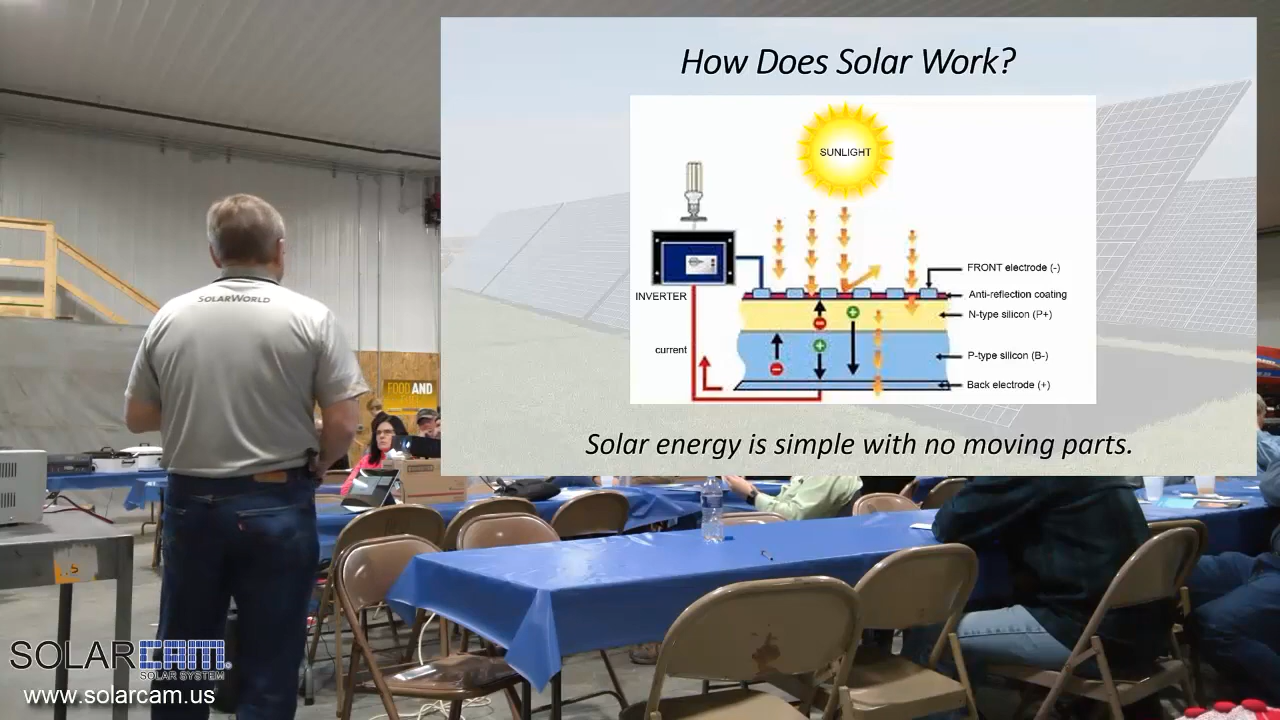 How Does Solar Work?
SUNLIGHT
INVERTER
current
FRONT electrode (-)
Anti-reflection coating
N-type silicon (P+)
P-type silicon (B-)
Back electrode (+)
Solar energy is simple with no moving parts.
SOLARWORLD
FOOD AND
SOLARCAM
SOLAR SYSTEM
www.solarcam.us